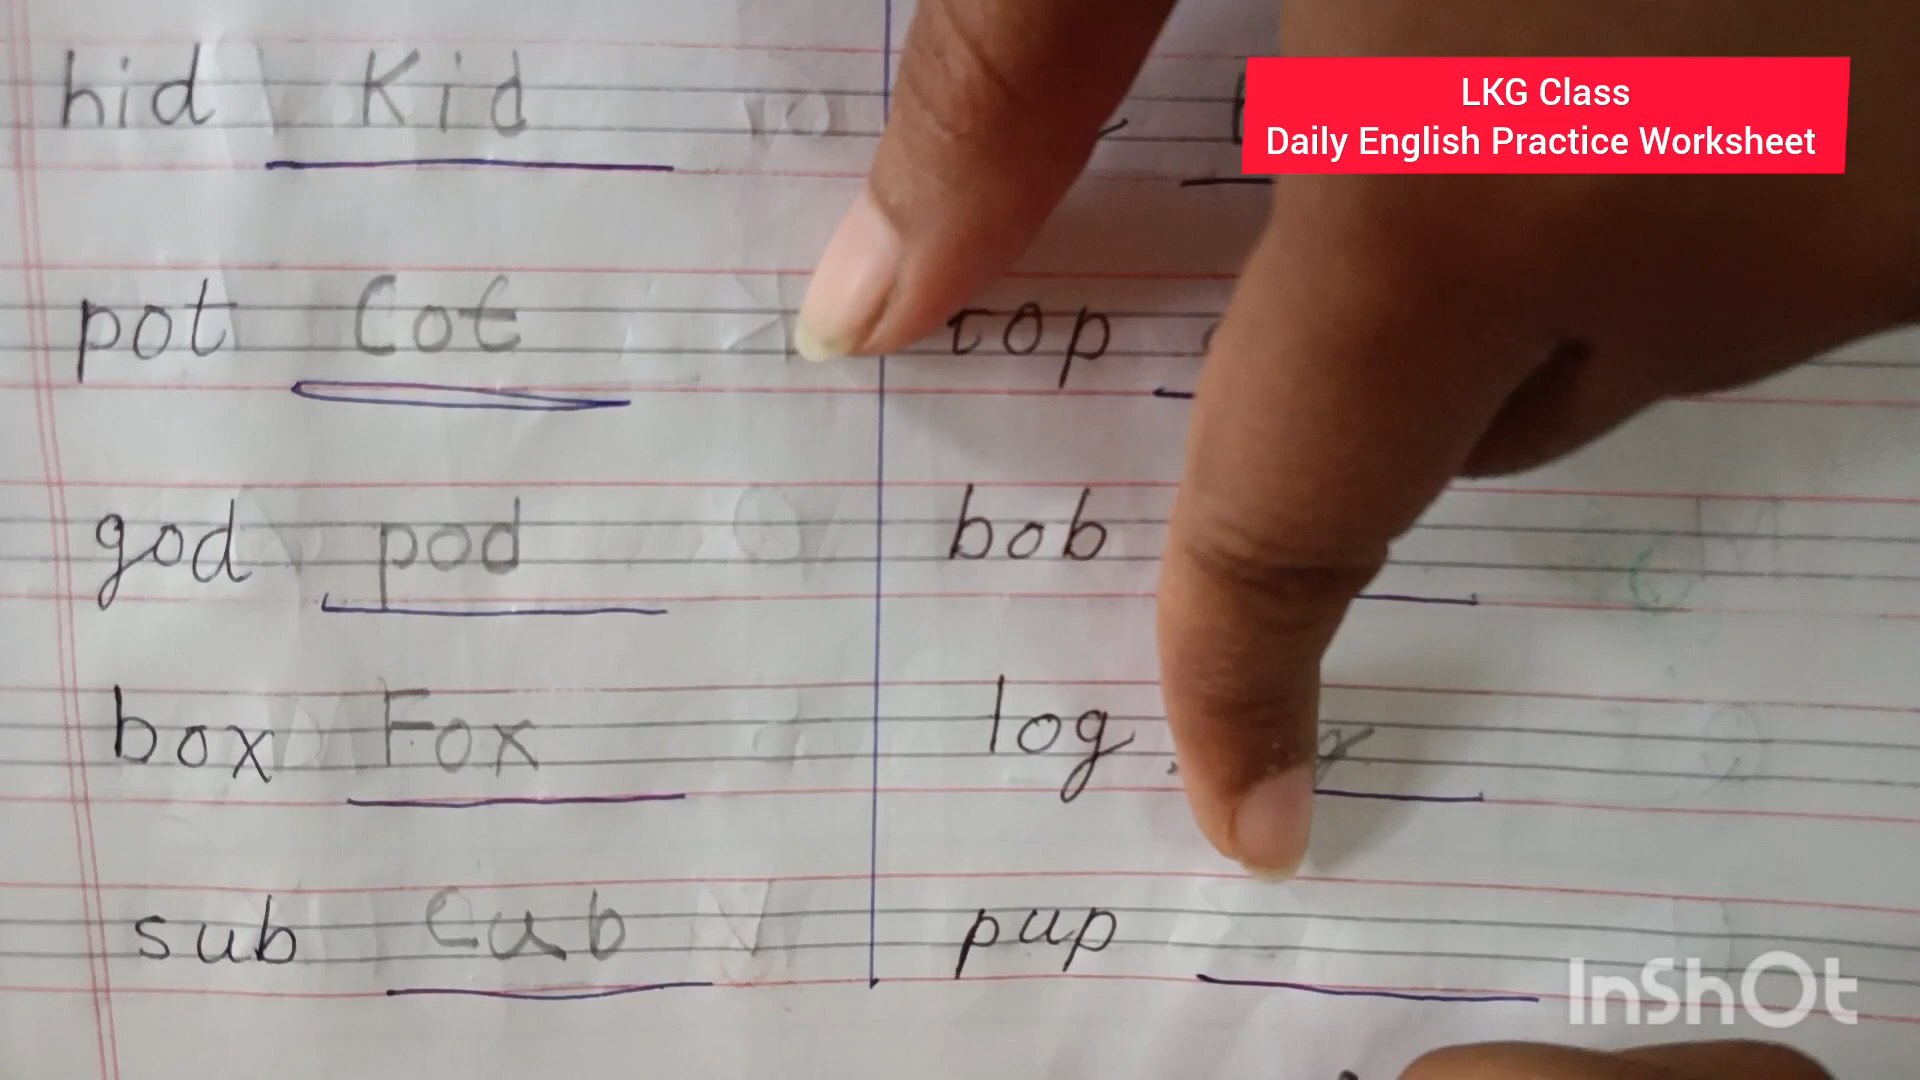 LKG Class
Daily English Practice Worksheet
hid Kid
pot Cot top
god pod bob
box Fox log
sub Cub pup
InShOt